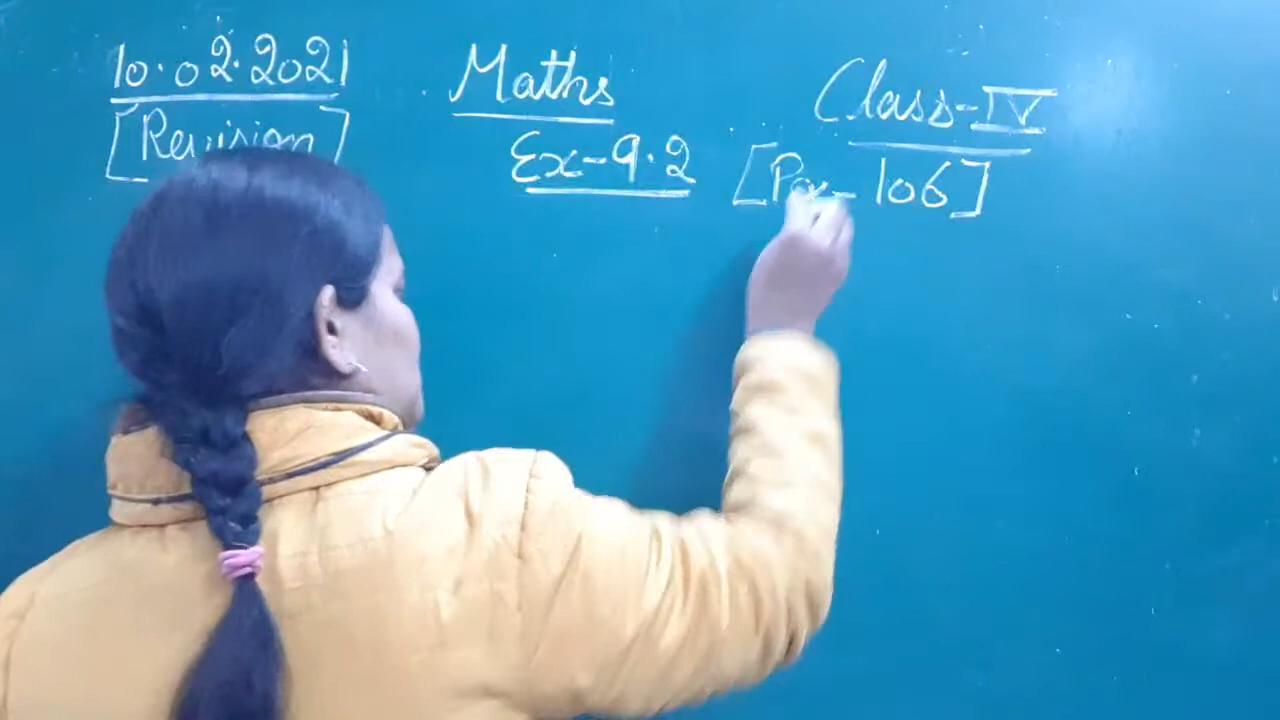 10.02.2021 Maths Class-IV
[Revision] Ex-9.2 [Pg-106]